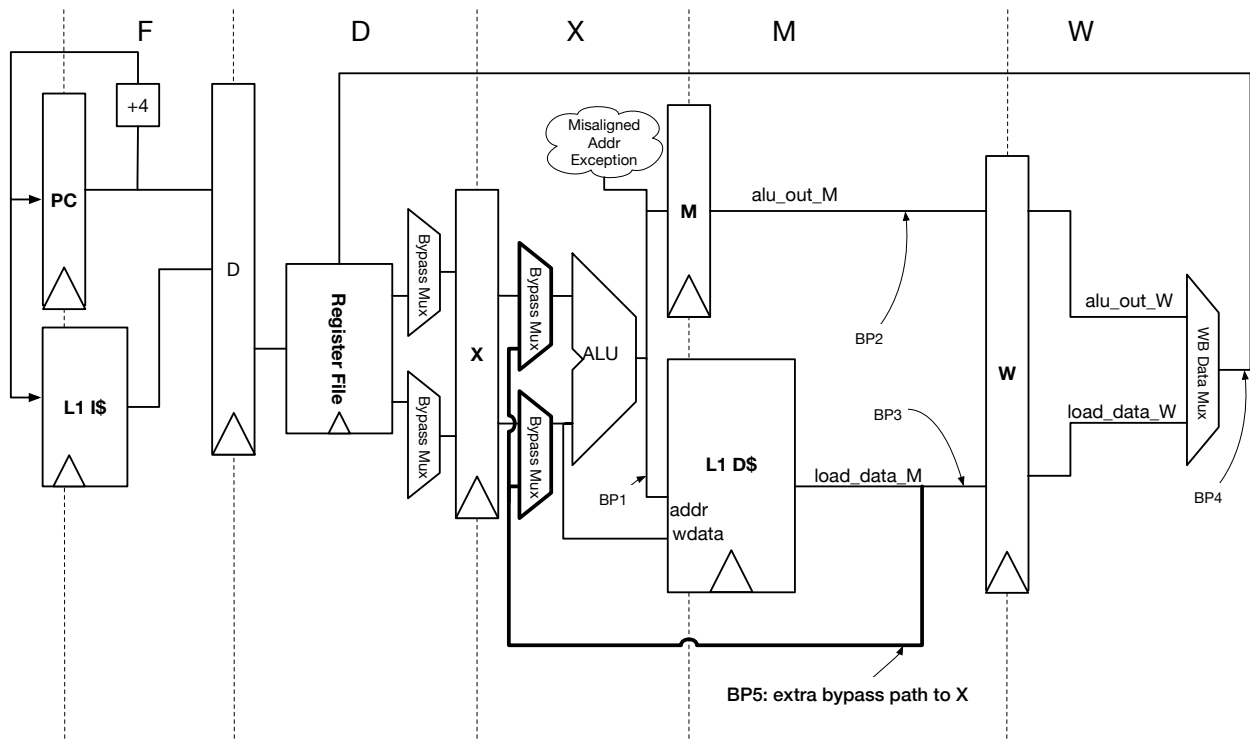 F
D
X
M
W
+4
Misaligned
Addr
Exception
PC
D
Bypass Mux
Bypass Mux
M
alu_out_M
BP2
L1 I$
Register File
X
Bypass Mux
Bypass Mux
ALU
BP1
L1 D$
addr
wdata
load_data_M
BP3
W
alu_out_W
load_data_W
WB Data Mux
BP4
BP5: extra bypass path to X